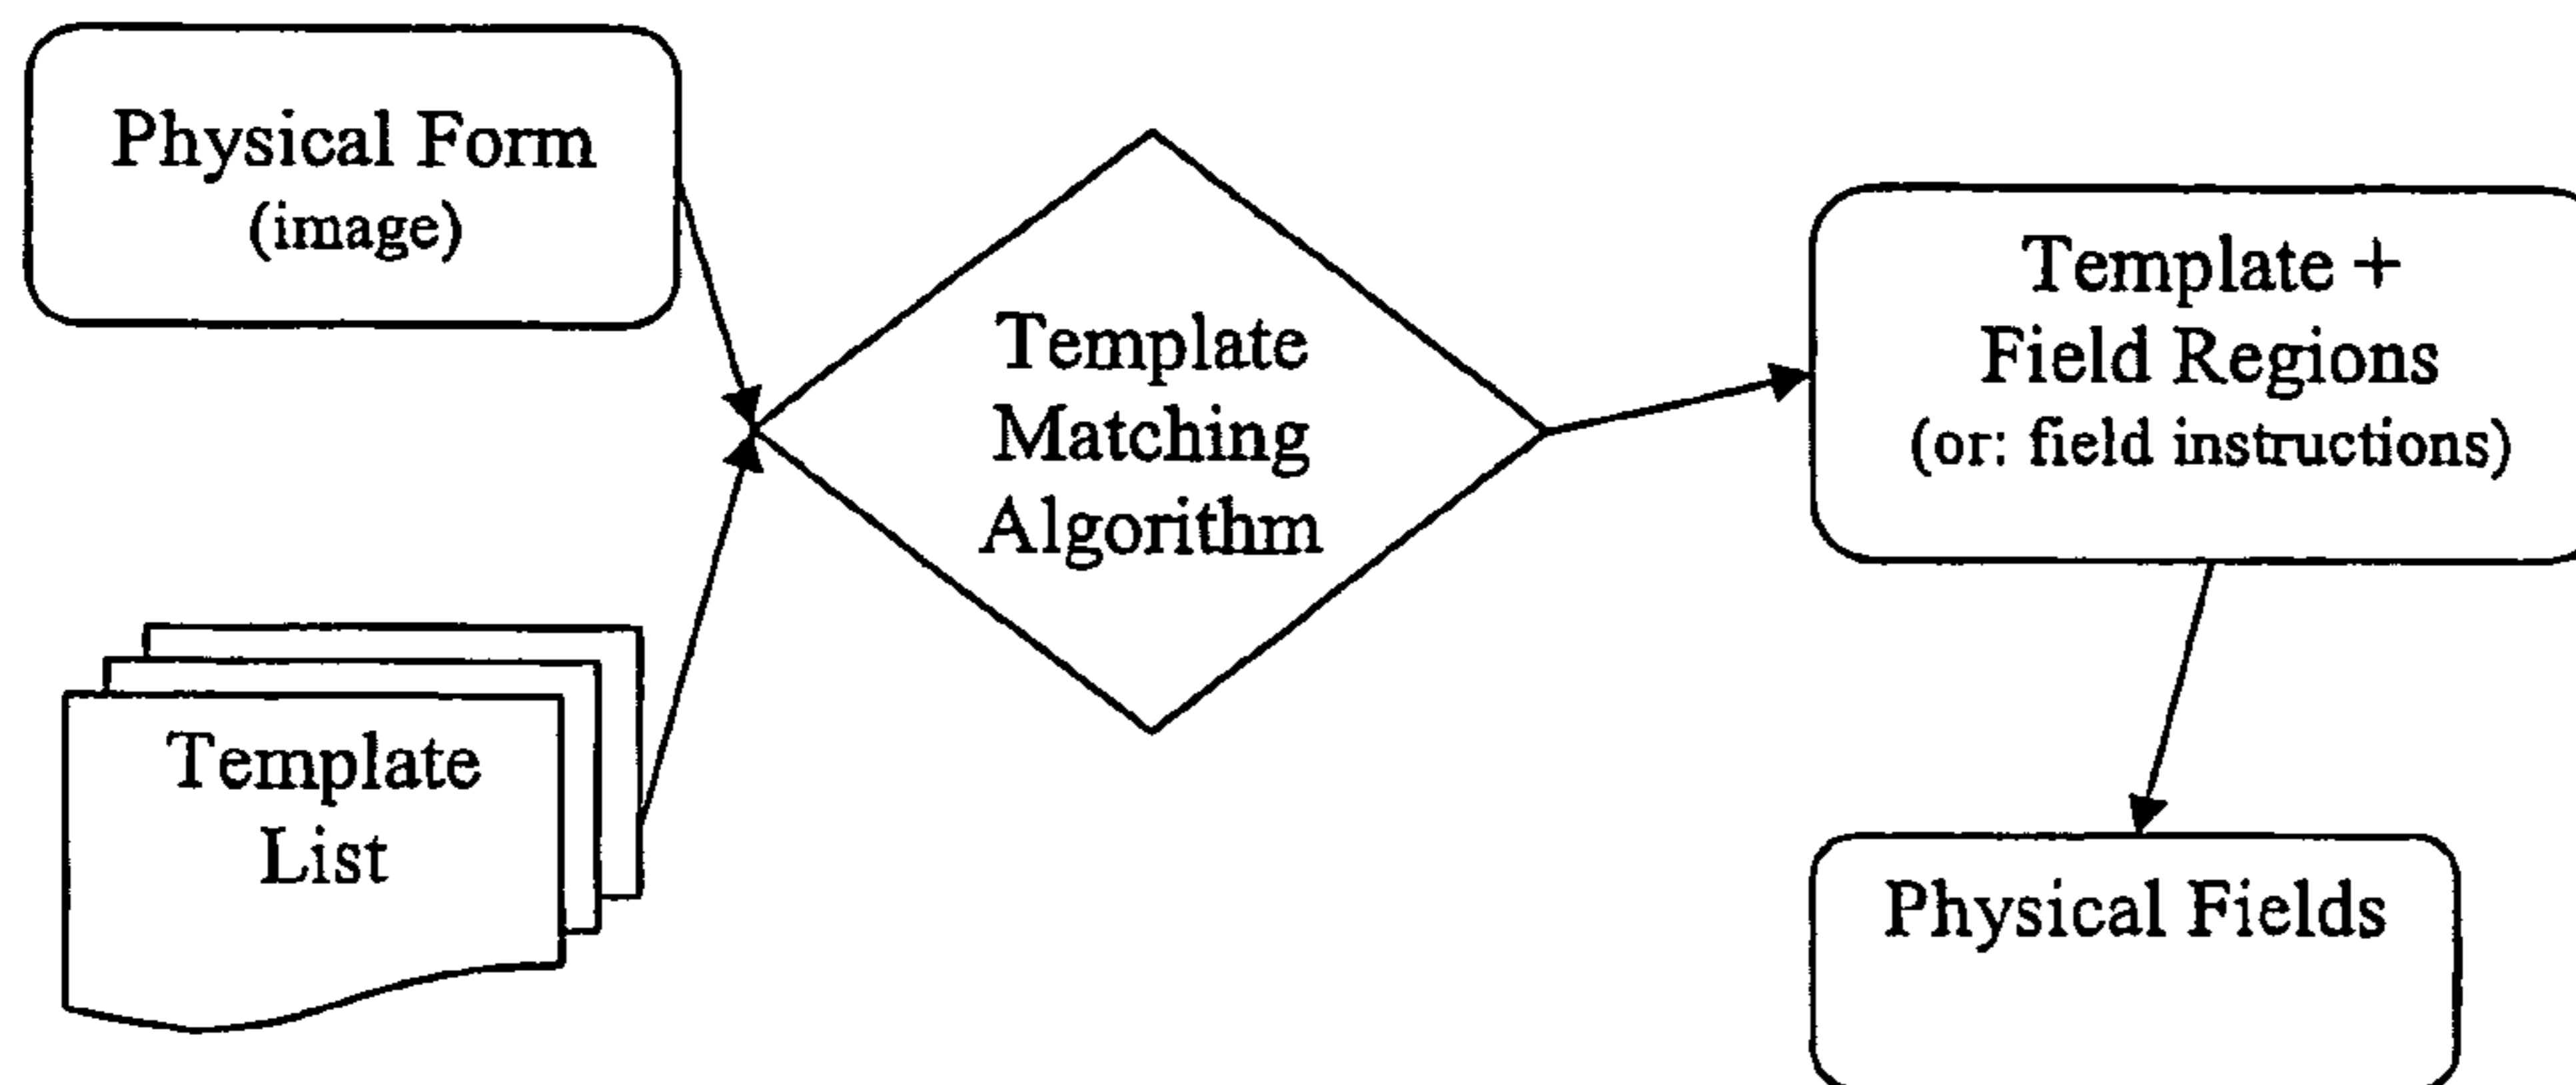 Physical Form
(image)
Template
List
Template
Matching
Algorithm
Template +
Field Regions
(or: field instructions)
Physical Fields